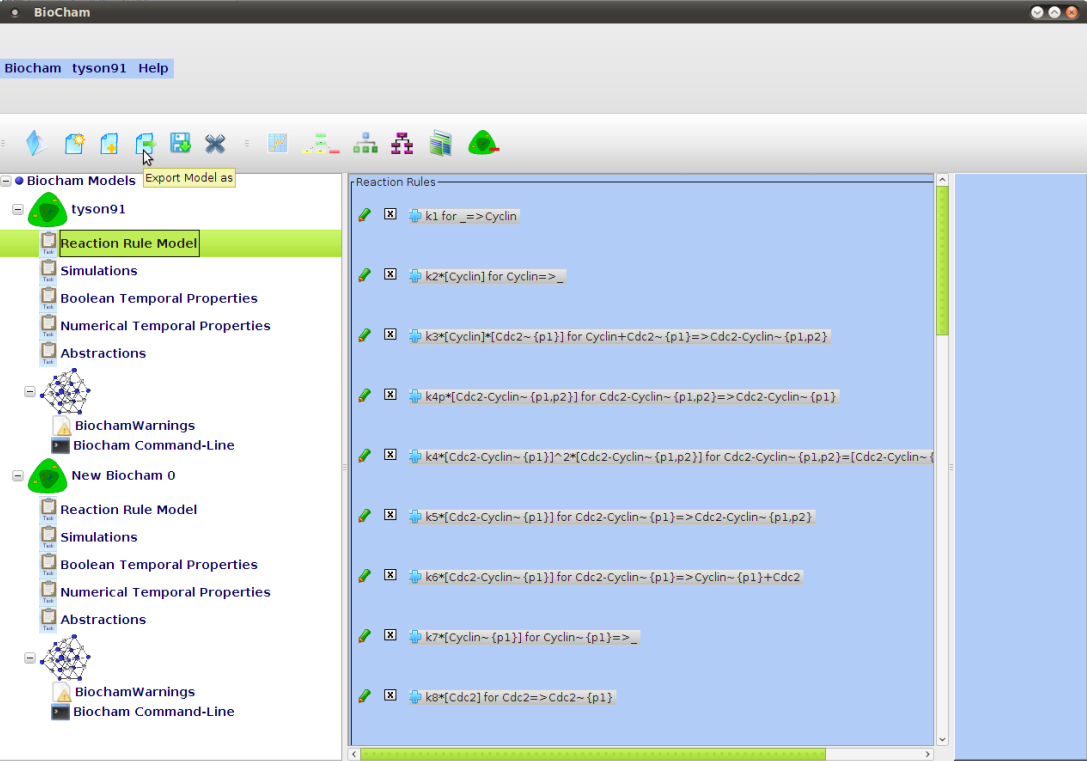 BioCham
Biocham tyson91 Help
Export Model as
Biocham Models
tyson91
Reaction Rule Model
Simulations
Boolean Temporal Properties
Numerical Temporal Properties
Abstractions
BiochamWarnings
Biocham Command-Line
New Biocham 0
Reaction Rule Model
Simulations
Boolean Temporal Properties
Numerical Temporal Properties
Abstractions
BiochamWarnings
Biocham Command-Line
Reaction Rules
k1 for _=>Cyclin
k2*[Cyclin] for Cyclin=>_
k3*[Cyclin]*[Cdc2~{p1}] for Cyclin+Cdc2~{p1}=>Cdc2-Cyclin~{p1,p2}
k4p*[Cdc2-Cyclin~{p1,p2}] for Cdc2-Cyclin~{p1,p2}=>Cdc2-Cyclin~{p1}
k4*[Cdc2-Cyclin~{p1}]^2*[Cdc2-Cyclin~{p1,p2}] for Cdc2-Cyclin~{p1,p2}=[Cdc2-Cyclin~{
k5*[Cdc2-Cyclin~{p1}] for Cdc2-Cyclin~{p1}=>Cdc2-Cyclin~{p1,p2}
k6*[Cdc2-Cyclin~{p1}] for Cdc2-Cyclin~{p1}=>Cyclin~{p1}+Cdc2
k7*[Cyclin~{p1}] for Cyclin~{p1}=>_
k8*[Cdc2] for Cdc2=>Cdc2~{p1}